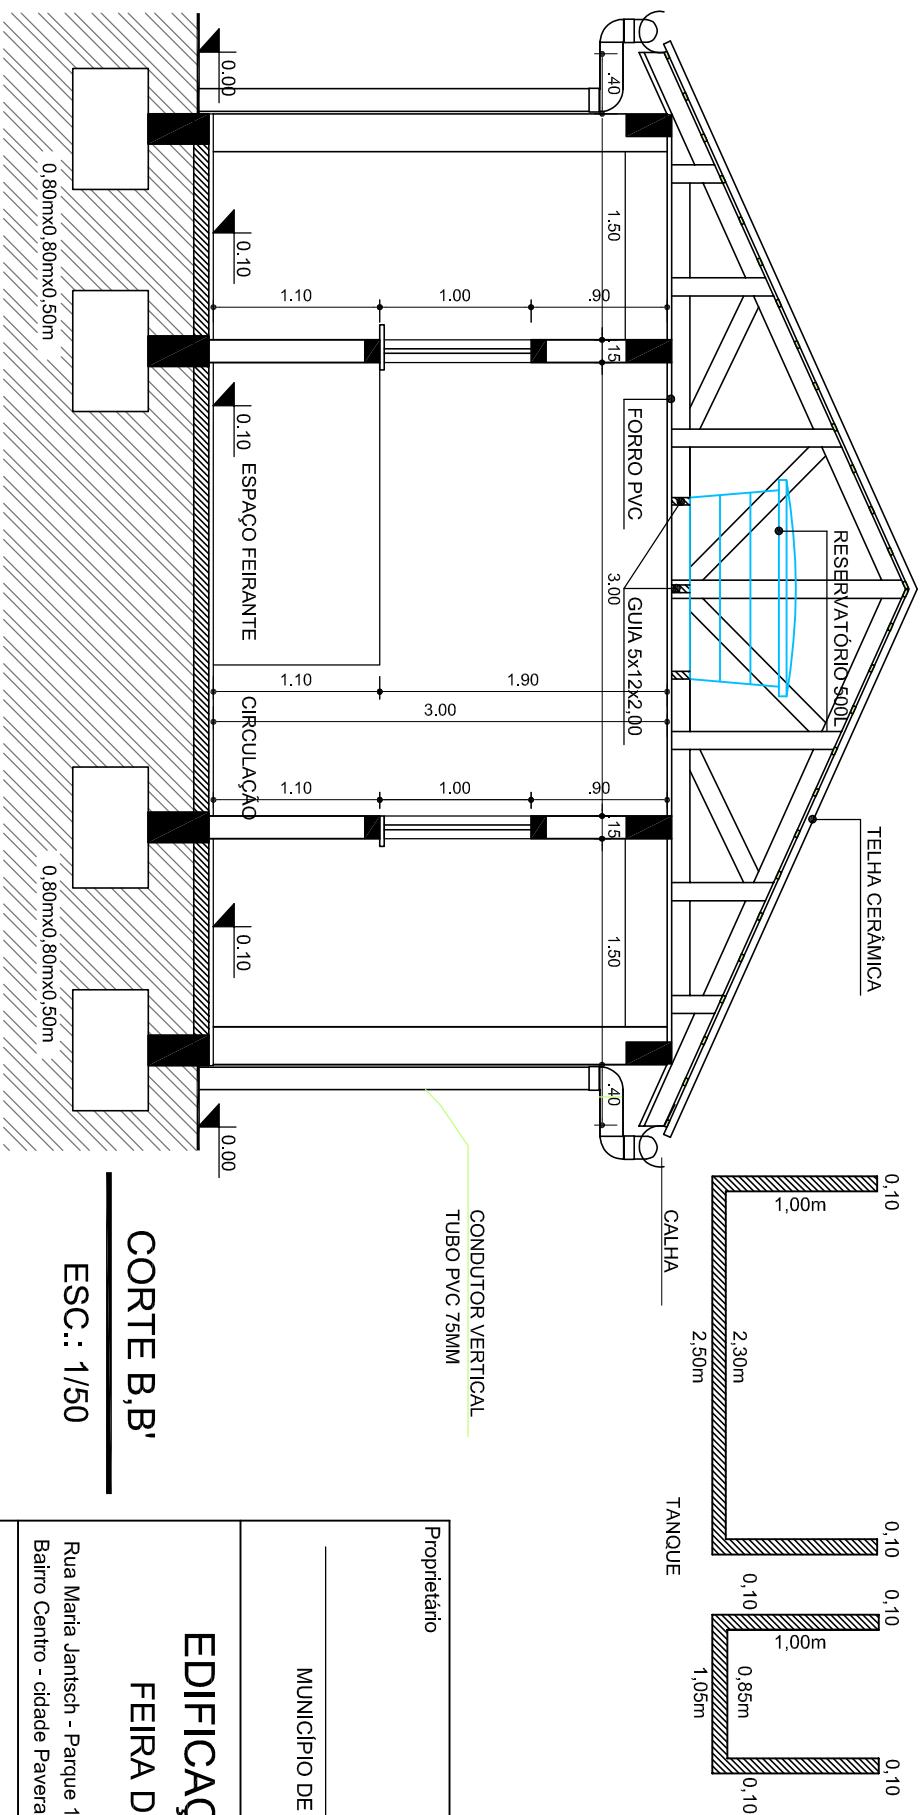 TELHA CERÂMICA
RESERVATÓRIO 500L
FORRO PVC
GUIA 5x12x2,00
3.00
.40
1.50
.15
.15
1.50
.40
CALHA
.90
1.00
1.10
1.90
1.10
3.00
.90
1.00
1.10
CONDUTOR VERTICAL
TUBO PVC 75MM
ESPAÇO FEIRANTE
CIRCULAÇÃO
0.00
0.10
0.10
0.10
0.00
0,80mx0,80mx0,50m
0,80mx0,80mx0,50m
0,10
1,00m
2,30m
2,50m
0,10
TANQUE
0,10
0,10
1,00m
0,85m
1,05m
0,10
0,10
CORTE B,B'
ESC.: 1/50
Proprietário
MUNICÍPIO DE
EDIFICAÇ
FEIRA D
Rua Maria Jantsch - Parque 1
Bairro Centro - cidade Pavera